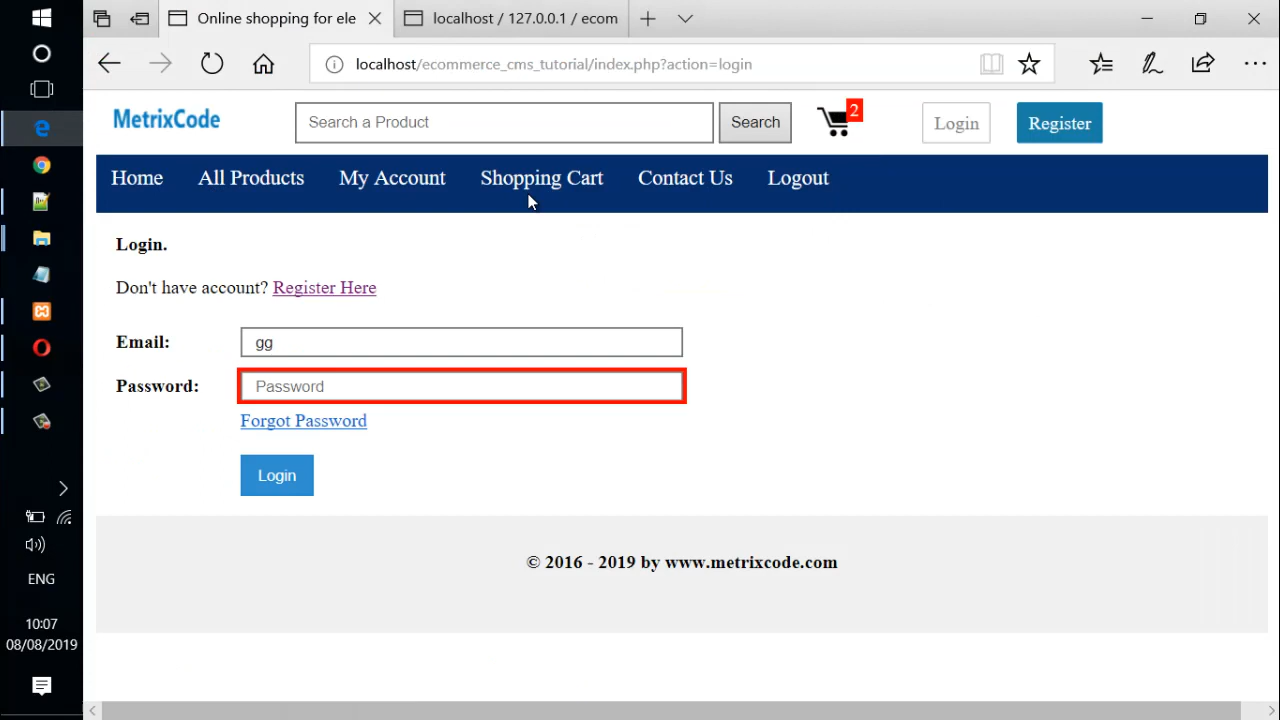 Online shopping for ele
localhost / 127.0.0.1 / ecom
localhost/ecommerce_cms_tutorial/index.php?action=login
MetrixCode
Search a Product
Search
2
Login
Register
Home
All Products
My Account
Shopping Cart
Contact Us
Logout
Login.
Don't have account? Register Here
Email:
gg
Password:
Password
Forgot Password
Login
© 2016 - 2019 by www.metrixcode.com
ENG
10:07
08/08/2019